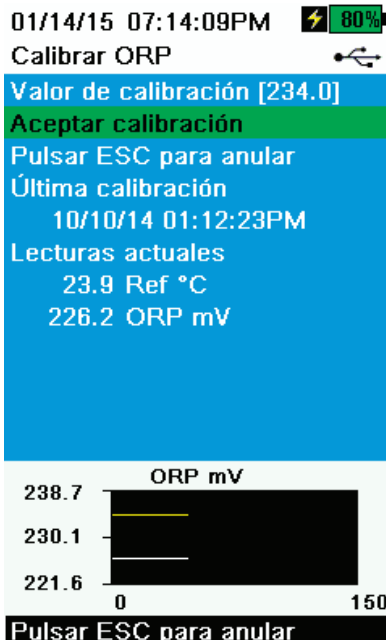 01/14/15 07:14:09PM 80%
Calibrar ORP
Valor de calibración [234.0]
Aceptar calibración
Pulsar ESC para anular
Última calibración
10/10/14 01:12:23PM
Lecturas actuales
23.9 Ref °C
226.2 ORP mV
ORP mV
238.7
230.1
221.6
0 150
Pulsar ESC para anular